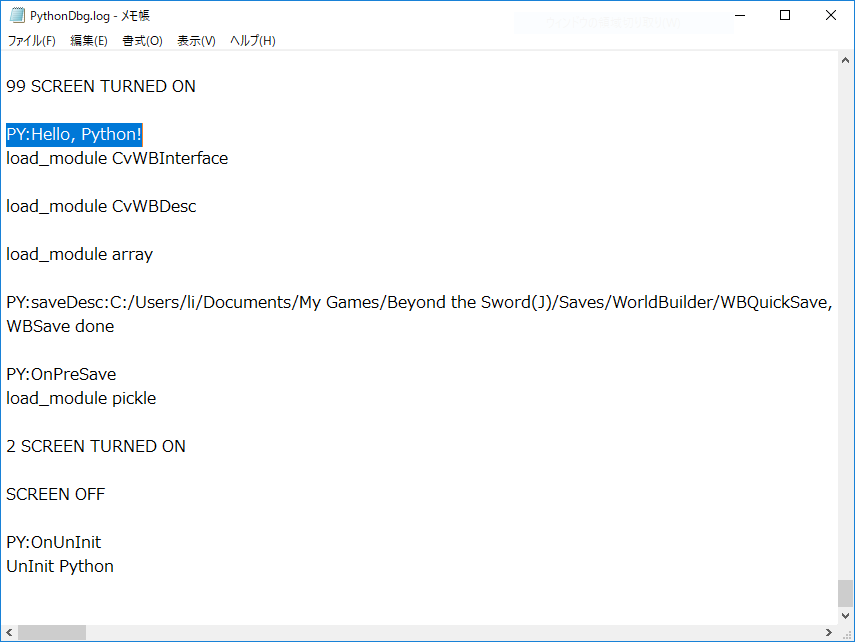 PythonDbg.log - メモ帳
ファイル(F) 編集(E) 書式(O) 表示(V) ヘルプ(H)
99 SCREEN TURNED ON
PY:Hello, Python!
load_module CvWBInterface
load_module CvWBDesc
load_module array
PY:saveDesc:C:/Users/li/Documents/My Games/Beyond the Sword(J)/Saves/WorldBuilder/WBQuickSave,
WBSave done
PY:OnPreSave
load_module pickle
2 SCREEN TURNED ON
SCREEN OFF
PY:OnUnInit
UnInit Python